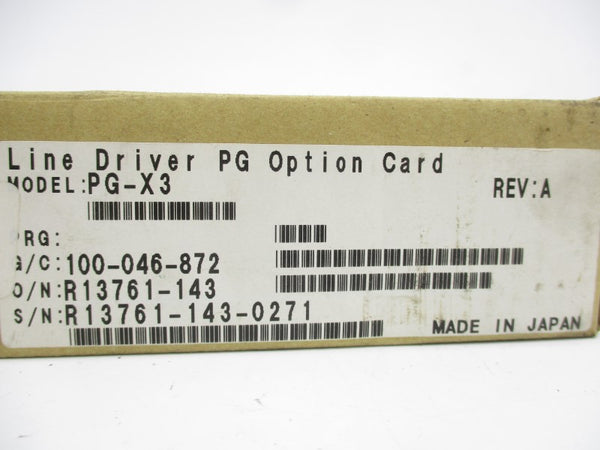 Line Driver PG Option Card
MODEL:PG-X3
REV:A
PRG:
G/C:100-046-872
O/N:R13761-143
S/N:R13761-143-0271
MADE IN JAPAN